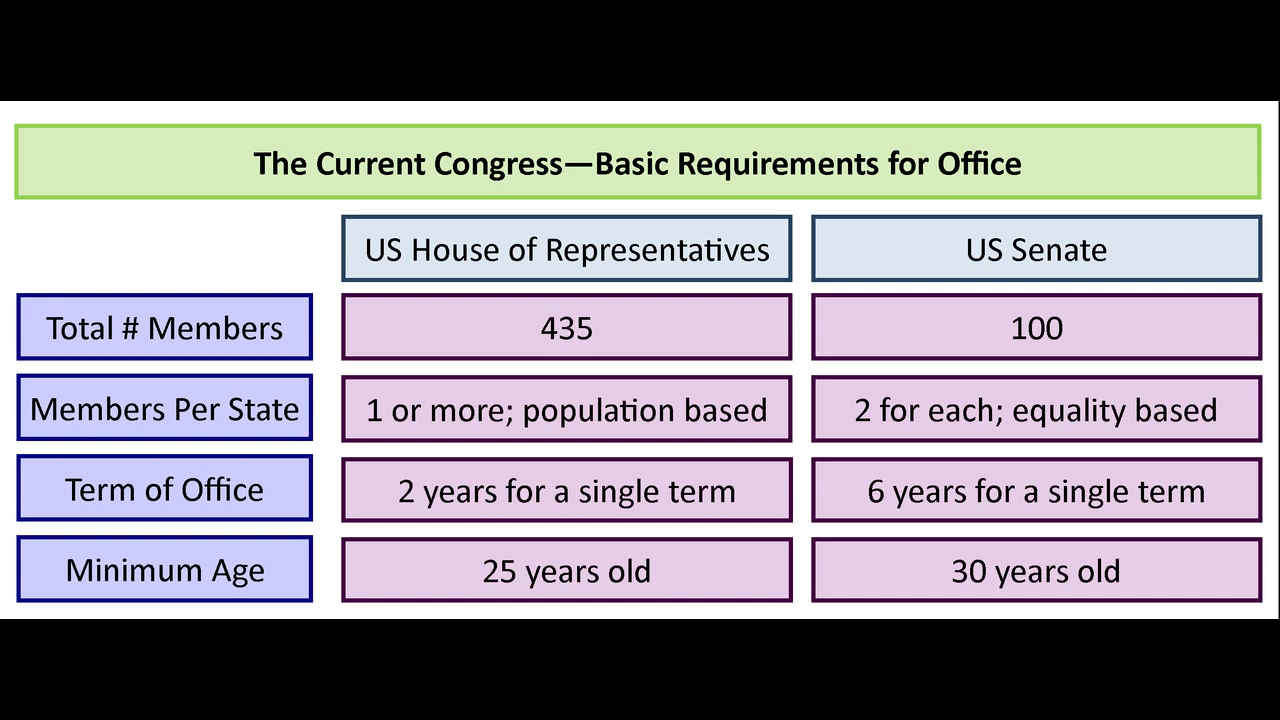 The Current Congress—Basic Requirements for Office
US House of Representatives
US Senate
Total # Members
435
100
Members Per State
1 or more; population based
2 for each; equality based
Term of Office
2 years for a single term
6 years for a single term
Minimum Age
25 years old
30 years old